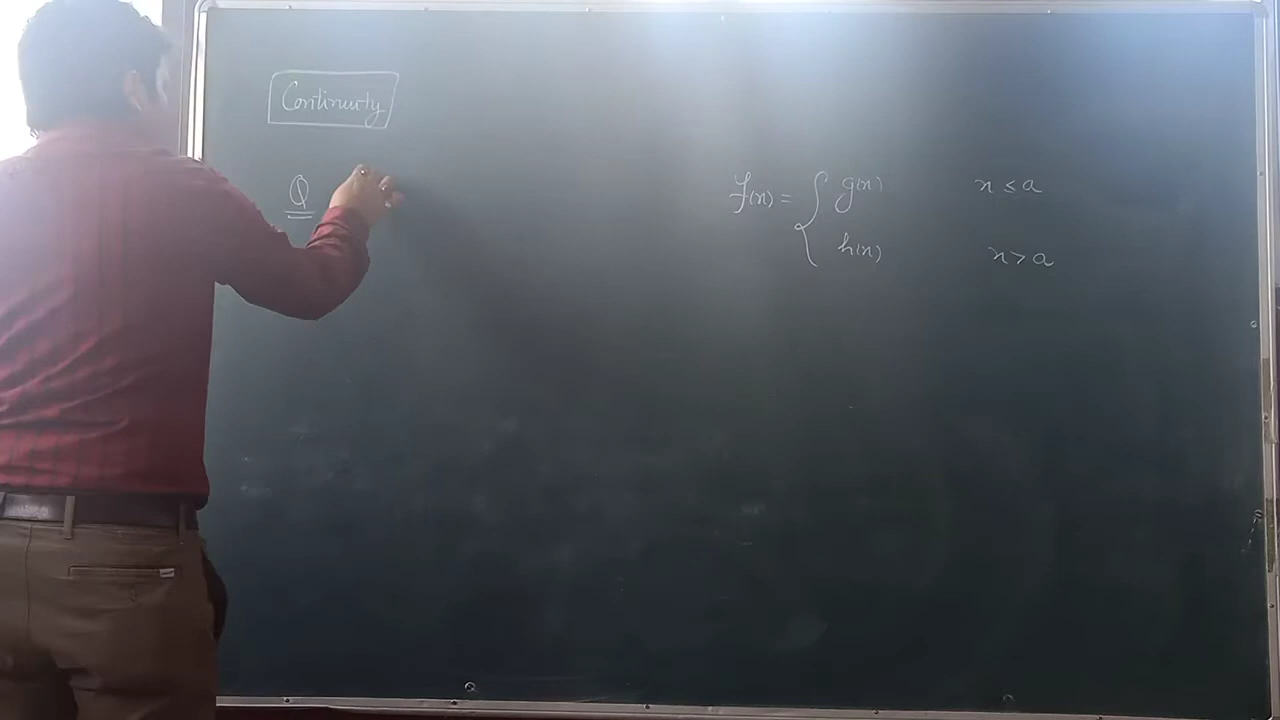 Continuity
Q
f(x) = { g(x) x ≤ a
h(x) x > a